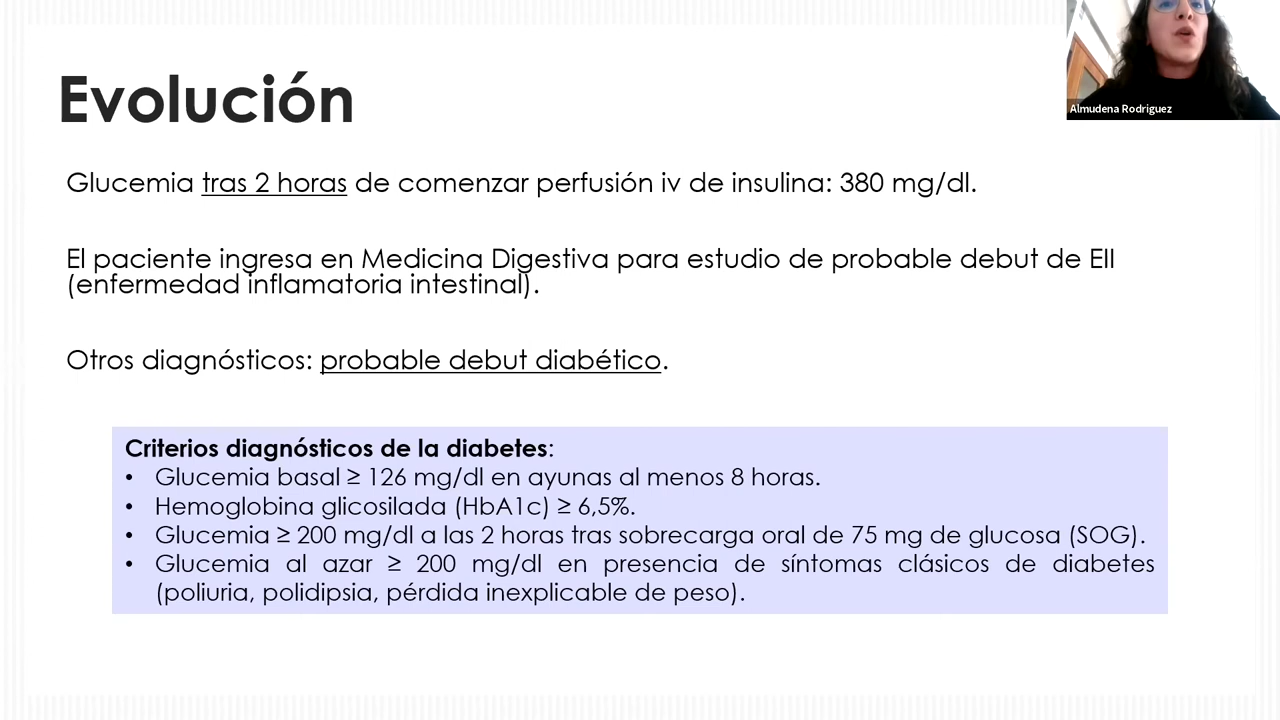 Almudena Rodriguez
Evolución
Glucemia tras 2 horas de comenzar perfusión iv de insulina: 380 mg/dl.
El paciente ingresa en Medicina Digestiva para estudio de probable debut de EII
(enfermedad inflamatoria intestinal).
Otros diagnósticos: probable debut diabético.
Criterios diagnósticos de la diabetes:
• Glucemia basal ≥ 126 mg/dl en ayunas al menos 8 horas.
• Hemoglobina glicosilada (HbA1c) ≥ 6,5%.
• Glucemia ≥ 200 mg/dl a las 2 horas tras sobrecarga oral de 75 mg de glucosa (SOG).
• Glucemia al azar ≥ 200 mg/dl en presencia de síntomas clásicos de diabetes
(poliuria, polidipsia, pérdida inexplicable de peso).